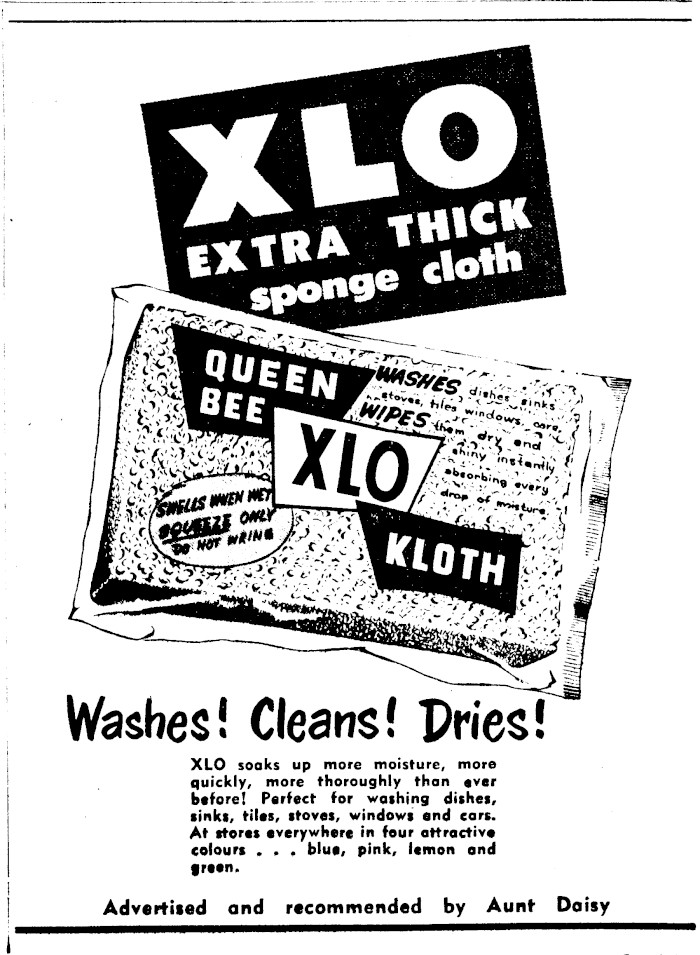 XLO
EXTRA THICK
sponge cloth
QUEEN
BEE
XLO
KLOTH
WASHES dishes sinks
stoves, tiles windows, cars,
WIPES them dry and
shiny instantly
absorbing every
drop of moisture
SWELLS WHEN WET
SQUEEZE ONLY
DO NOT WRING
Washes! Cleans! Dries!
XLO soaks up more moisture, more
quickly, more thoroughly than ever
before! Perfect for washing dishes,
sinks, tiles, stoves, windows and cars.
At stores everywhere in four attractive
colours . . . blue, pink, lemon and
green.
Advertised and recommended by Aunt Daisy